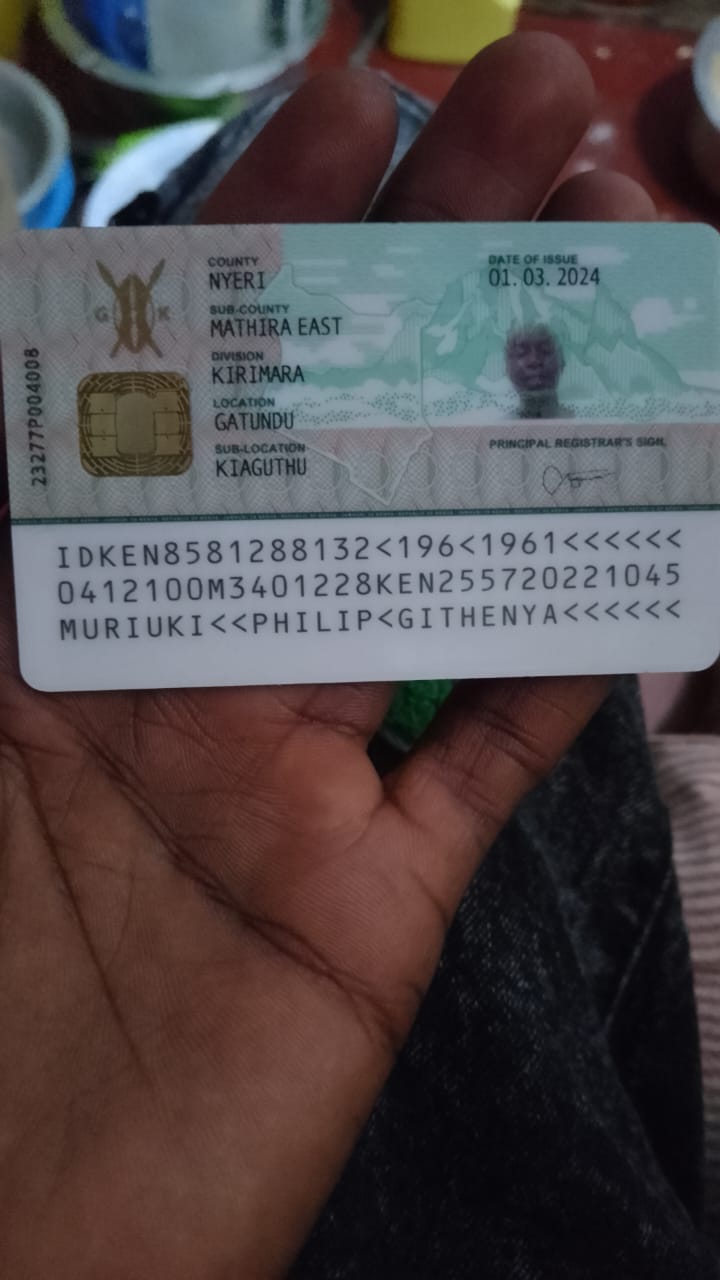 COUNTY
NYERI
SUB-COUNTY
MATHIRA EAST
DIVISION
KIRIMARA
LOCATION
GATUNDU
SUB-LOCATION
KIAGUTHU
DATE OF ISSUE
01. 03. 2024
PRINCIPAL REGISTRAR'S SIGN.
G K
23277P004008
IDKEN8581288132<196<1961<<<<<<
0412100M3401228KEN255720221045
MURIUKI<<PHILIP<GITHENYA<<<<<<